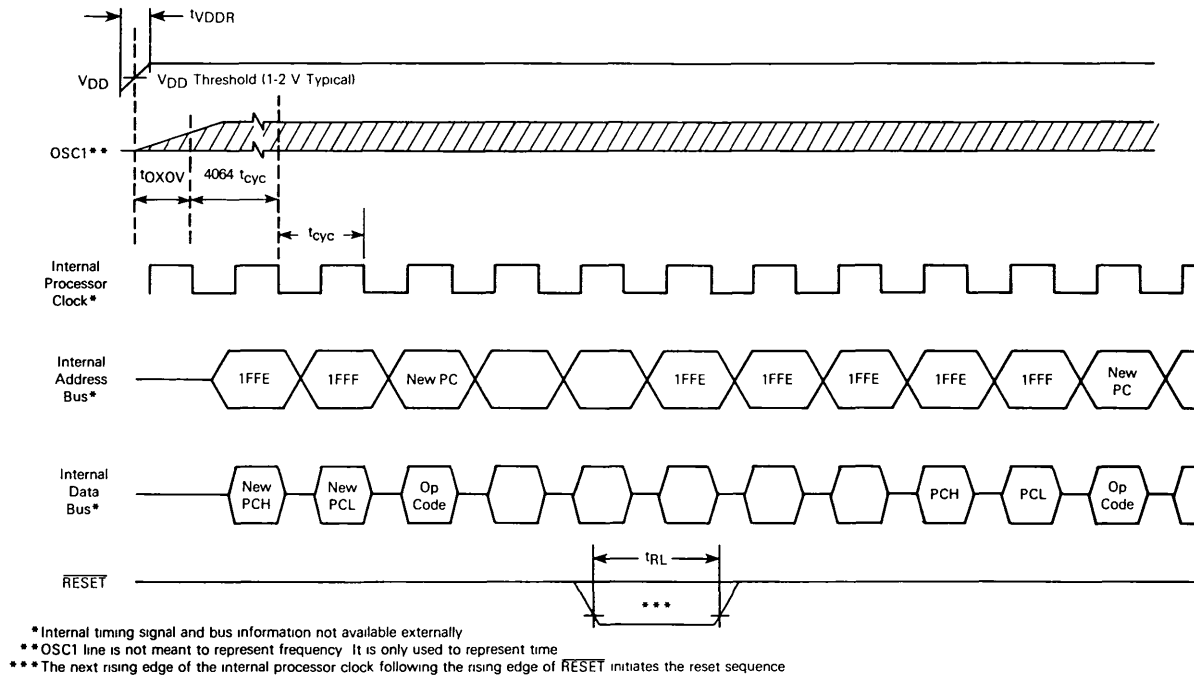 tVDDR
VDD
VDD Threshold (1-2 V Typical)
OSC1**
tOXOV
4064 tcyc
tcyc
Internal
Processor
Clock*
Internal
Address
Bus*
1FFE
1FFF
New PC
1FFE
1FFE
1FFE
1FFE
1FFF
New
PC
Internal
Data
Bus*
New
PCH
New
PCL
Op
Code
PCH
PCL
Op
Code
tRL
RESET
***
*Internal timing signal and bus information not available externally
**OSC1 line is not meant to represent frequency It is only used to represent time
***The next rising edge of the internal processor clock following the rising edge of RESET initiates the reset sequence